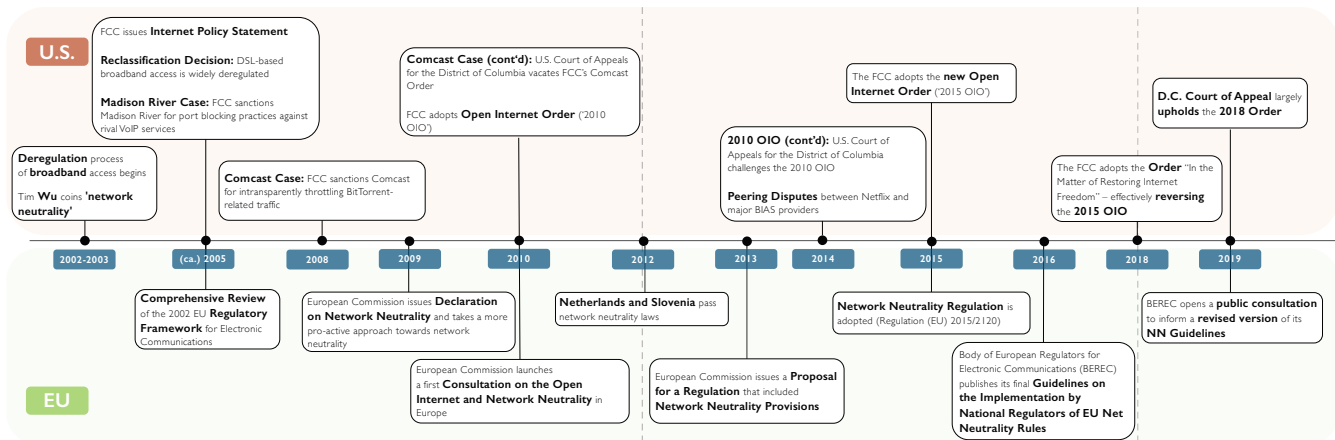 U.S.
FCC issues Internet Policy Statement
Reclassification Decision: DSL-based
broadband access is widely deregulated
Madison River Case: FCC sanctions
Madison River for port blocking practices against
rival VoIP services
Deregulation process
of broadband access begins
Tim Wu coins 'network
neutrality'
Comcast Case: FCC sanctions Comcast
for intransparently throttling BitTorrent-
related traffic
Comcast Case (cont'd): U.S. Court of Appeals
for the District of Columbia vacates FCC's Comcast
Order
FCC adopts Open Internet Order ('2010
OIO')
2010 OIO (cont'd): U.S. Court of
Appeals for the District of Columbia
challenges the 2010 OIO
Peering Disputes between Netflix and
major BIAS providers
The FCC adopts the new Open
Internet Order ('2015 OIO')
The FCC adopts the Order "In the
Matter of Restoring Internet
Freedom" – effectively reversing
the 2015 OIO
D.C. Court of Appeal largely
upholds the 2018 Order
2002-2003
(ca.) 2005
2008
2009
2010
2012
2013
2014
2015
2016
2018
2019
Comprehensive Review
of the 2002 EU Regulatory
Framework for Electronic
Communications
European Commission issues Declaration
on Network Neutrality and takes a more
pro-active approach towards network
neutrality
European Commission launches
a first Consultation on the Open
Internet and Network Neutrality in
Europe
Netherlands and Slovenia pass
network neutrality laws
European Commission issues a Proposal
for a Regulation that included
Network Neutrality Provisions
Network Neutrality Regulation is
adopted (Regulation (EU) 2015/2120)
Body of European Regulators for
Electronic Communications (BEREC)
publishes its final Guidelines on
the Implementation by
National Regulators of EU Net
Neutrality Rules
BEREC opens a public consultation
to inform a revised version of its
NN Guidelines
EU